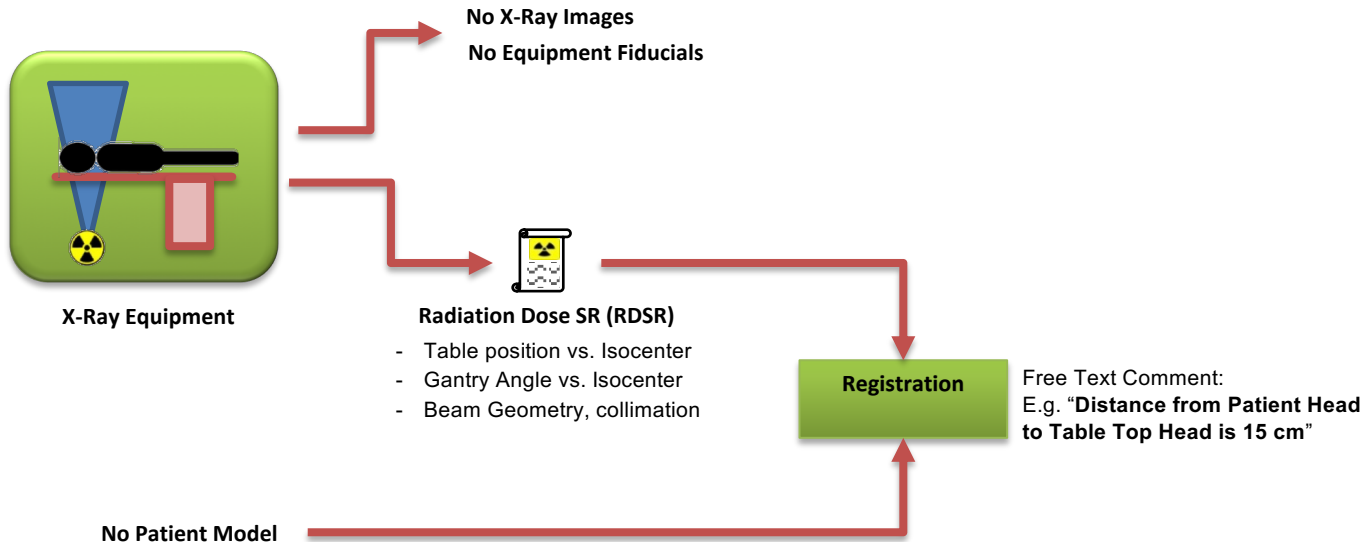 No X-Ray Images
No Equipment Fiducials
X-Ray Equipment
Radiation Dose SR (RDSR)
- Table position vs. Isocenter
- Gantry Angle vs. Isocenter
- Beam Geometry, collimation
Registration
Free Text Comment:
E.g. “Distance from Patient Head
to Table Top Head is 15 cm”
No Patient Model